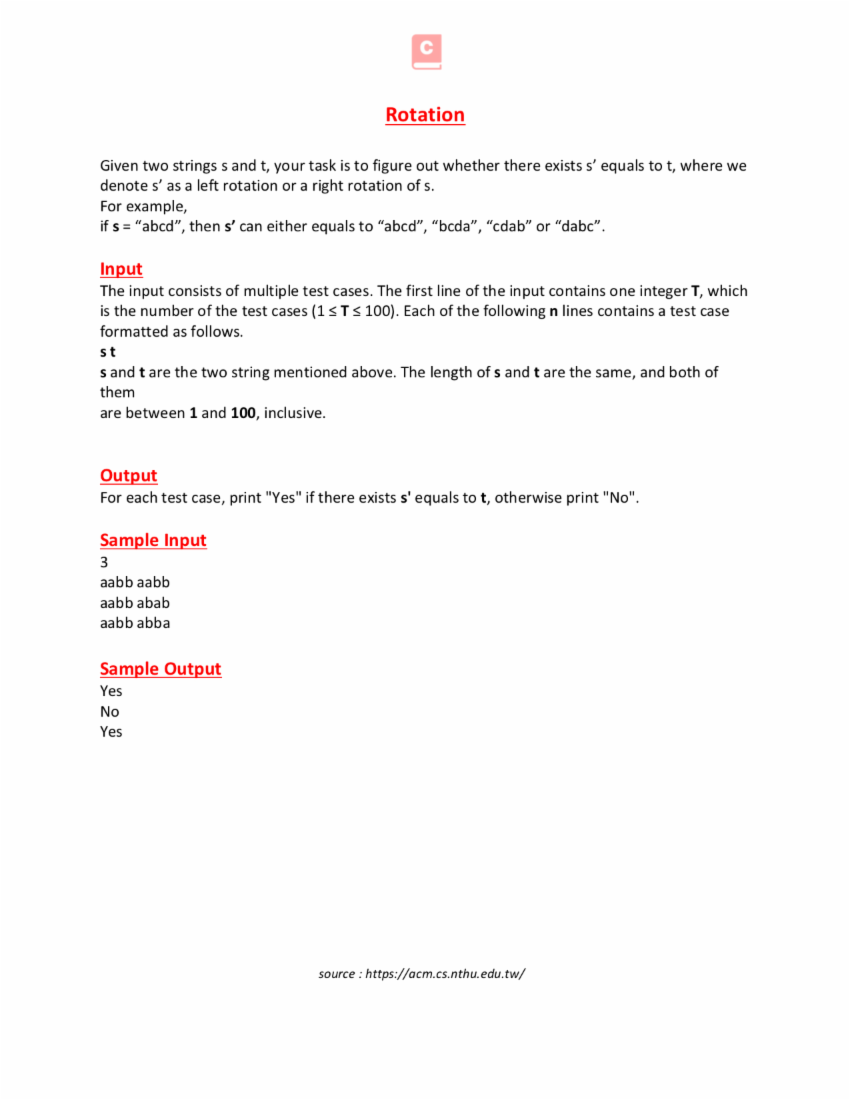 C
Rotation
Given two strings s and t, your task is to figure out whether there exists s’ equals to t, where we
denote s’ as a left rotation or a right rotation of s.
For example,
if s = “abcd”, then s’ can either equals to “abcd”, “bcda”, “cdab” or “dabc”.
Input
The input consists of multiple test cases. The first line of the input contains one integer T, which
is the number of the test cases (1 ≤ T ≤ 100). Each of the following n lines contains a test case
formatted as follows.
s t
s and t are the two string mentioned above. The length of s and t are the same, and both of
them
are between 1 and 100, inclusive.
Output
For each test case, print "Yes" if there exists s' equals to t, otherwise print "No".
Sample Input
3
aabb aabb
aabb abab
aabb abba
Sample Output
Yes
No
Yes
source : https://acm.cs.nthu.edu.tw/